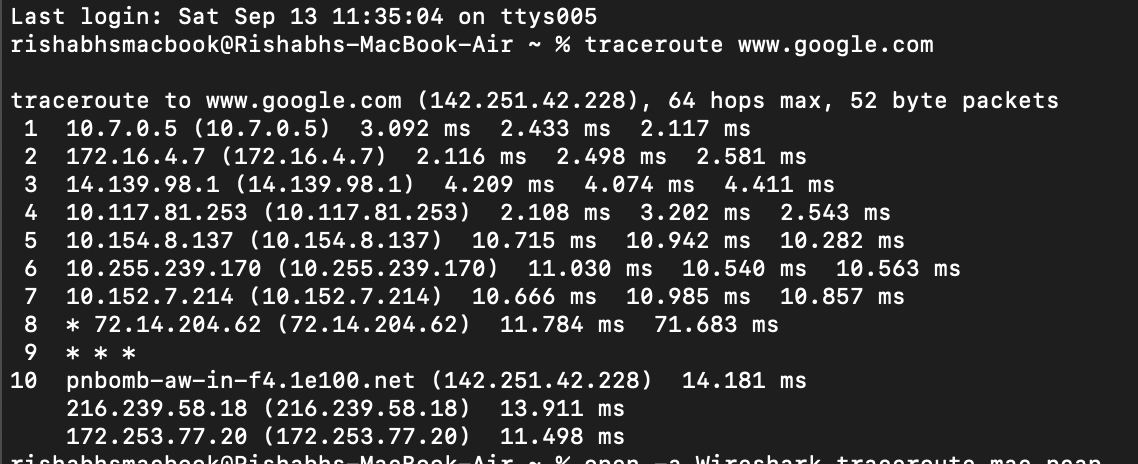 Last login: Sat Sep 13 11:35:04 on ttys005
rishabhsmacbook@Rishabhs-MacBook-Air ~ % traceroute www.google.com
traceroute to www.google.com (142.251.42.228), 64 hops max, 52 byte packets
1 10.7.0.5 (10.7.0.5) 3.092 ms 2.433 ms 2.117 ms
2 172.16.4.7 (172.16.4.7) 2.116 ms 2.498 ms 2.581 ms
3 14.139.98.1 (14.139.98.1) 4.209 ms 4.074 ms 4.411 ms
4 10.117.81.253 (10.117.81.253) 2.108 ms 3.202 ms 2.543 ms
5 10.154.8.137 (10.154.8.137) 10.715 ms 10.942 ms 10.282 ms
6 10.255.239.170 (10.255.239.170) 11.030 ms 10.540 ms 10.563 ms
7 10.152.7.214 (10.152.7.214) 10.666 ms 10.985 ms 10.857 ms
8 * 72.14.204.62 (72.14.204.62) 11.784 ms 71.683 ms
9 * * *
10 pnbomb-aw-in-f4.1e100.net (142.251.42.228) 14.181 ms
216.239.58.18 (216.239.58.18) 13.911 ms
172.253.77.20 (172.253.77.20) 11.498 ms
rishabhsmacbook@Rishabhs-MacBook-Air ~ % open -a Wireshark traceroute_mac.pcap